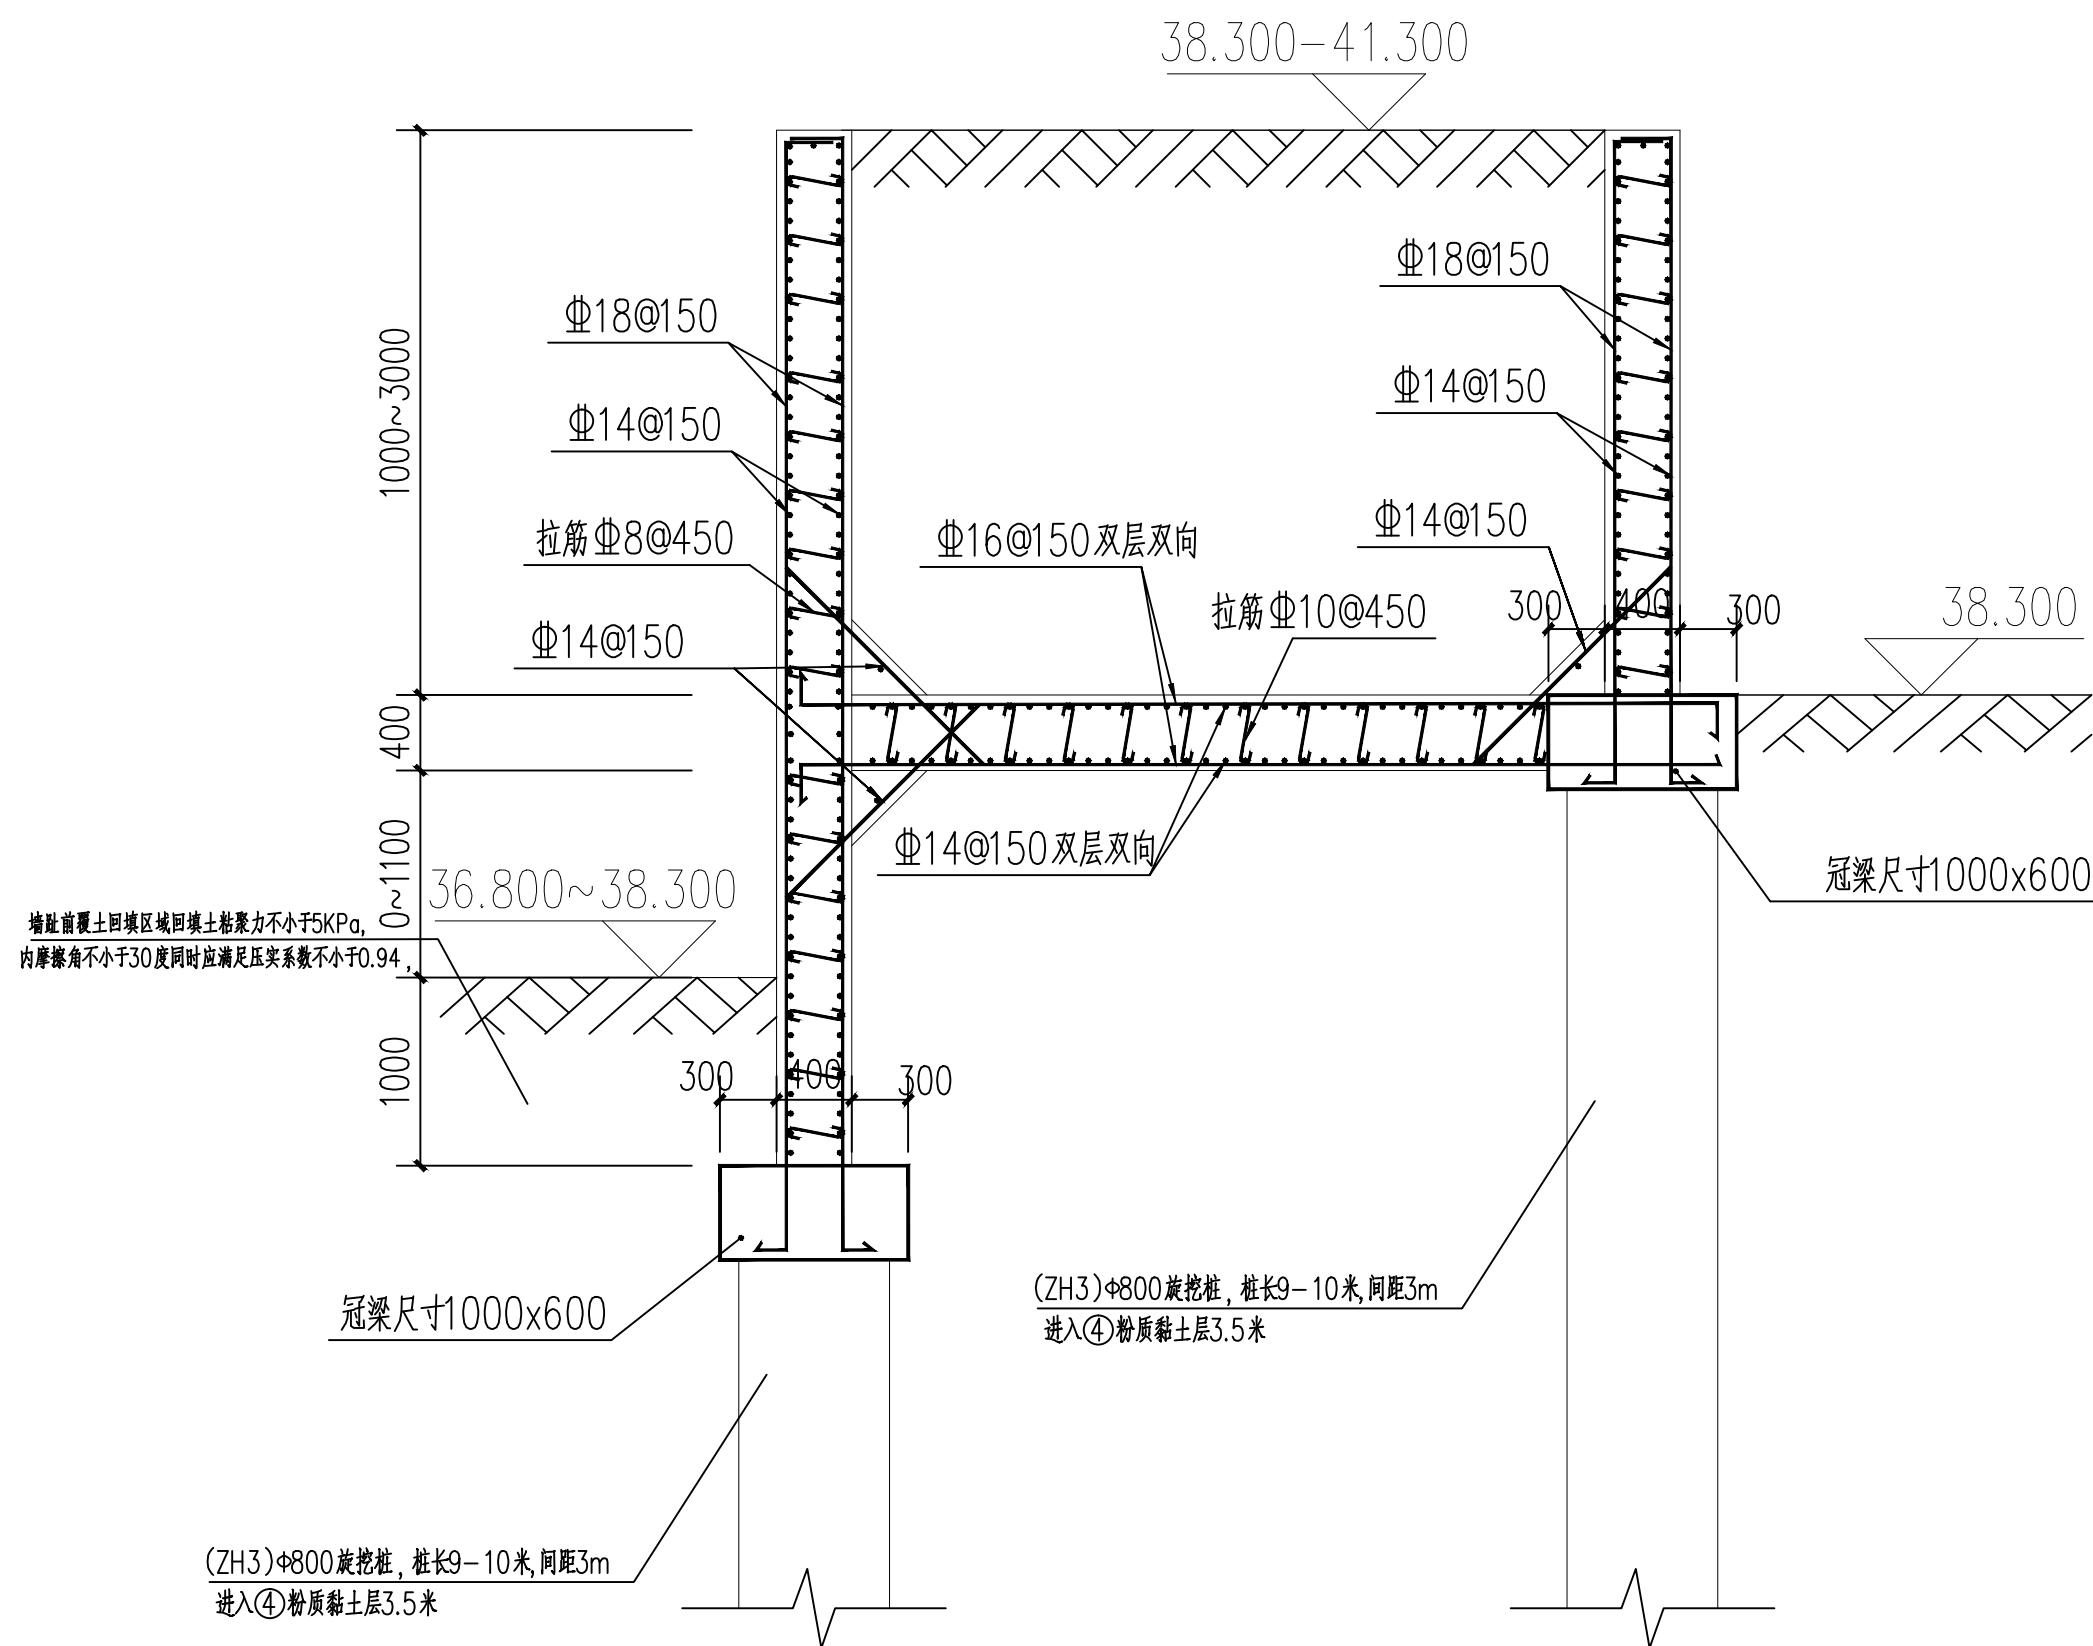 38.300-41.300
Φ18@150
Φ18@150
1000~3000
Φ14@150
Φ14@150
拉筋Φ8@450
Φ16@150双层双向
Φ14@150
拉筋Φ10@450
300
400
300
38.300
Φ14@150
400
Φ14@150双层双向
冠梁尺寸1000x600
0~1100
36.800~38.300
墙趾前覆土回填区域回填土粘聚力不小于5KPa,
内摩擦角不小于30度同时应满足压实系数不小于0.94,
1000
300
400
300
冠梁尺寸1000x600
(ZH3)Φ800旋挖桩,桩长9-10米,间距3m
进入④粉质黏土层3.5米
(ZH3)Φ800旋挖桩,桩长9-10米,间距3m
进入④粉质黏土层3.5米